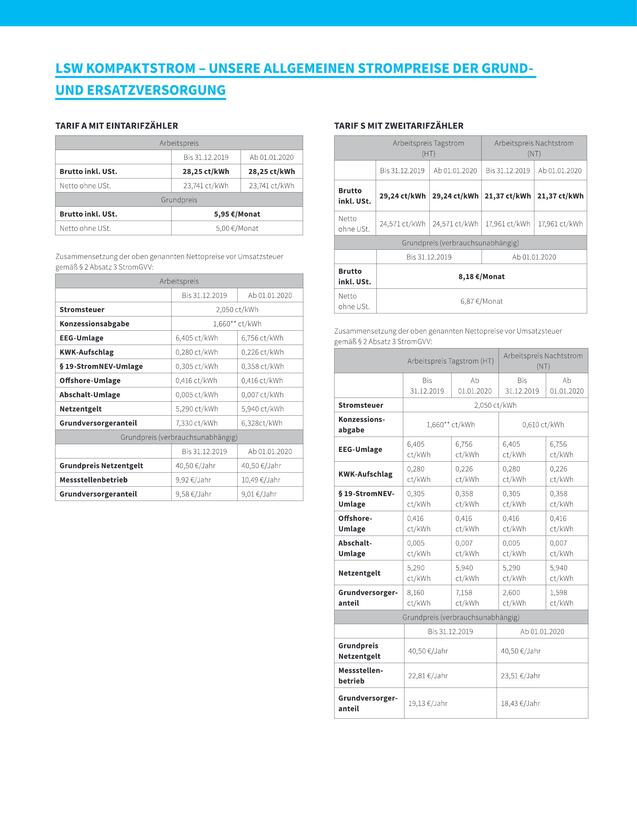 LSW KOMPAKTSTROM – UNSERE ALLGEMEINEN STROMPREISE DER GRUND-
UND ERSATZVERSORGUNG
TARIF A MIT EINTARIFZÄHLER
Arbeitspreis
Bis 31.12.2019 Ab 01.01.2020
Brutto inkl. USt. 28,25 ct/kWh 28,25 ct/kWh
Netto ohne USt. 23,741 ct/kWh 23,741 ct/kWh
Grundpreis
Brutto inkl. USt. 5,95 €/Monat
Netto ohne USt. 5,00 €/Monat
Zusammensetzung der oben genannten Nettopreise vor Umsatzsteuer
gemäß § 2 Absatz 3 StromGVV:
Arbeitspreis
Bis 31.12.2019 Ab 01.01.2020
Stromsteuer 2,050 ct/kWh
Konzessionsabgabe 1,660** ct/kWh
EEG-Umlage 6,405 ct/kWh 6,756 ct/kWh
KWK-Aufschlag 0,280 ct/kWh 0,226 ct/kWh
§ 19-StromNEV-Umlage 0,305 ct/kWh 0,358 ct/kWh
Offshore-Umlage 0,416 ct/kWh 0,416 ct/kWh
Abschalt-Umlage 0,005 ct/kWh 0,007 ct/kWh
Netzentgelt 5,290 ct/kWh 5,940 ct/kWh
Grundversorgeranteil 7,330 ct/kWh 6,328ct/kWh
Grundpreis (verbrauchsunabhängig)
Bis 31.12.2019 Ab 01.01.2020
Grundpreis Netzentgelt 40,50 €/Jahr 40,50 €/Jahr
Messstellenbetrieb 9,92 €/Jahr 10,49 €/Jahr
Grundversorgeranteil 9,58 €/Jahr 9,01 €/Jahr
TARIF S MIT ZWEITARIFZÄHLER
Arbeitspreis Tagstrom Arbeitspreis Nachtstrom
(HT) (NT)
Bis 31.12.2019 Ab 01.01.2020 Bis 31.12.2019 Ab 01.01.2020
Brutto
inkl. USt. 29,24 ct/kWh 29,24 ct/kWh 21,37 ct/kWh 21,37 ct/kWh
Netto
ohne USt. 24,571 ct/kWh 24,571 ct/kWh 17,961 ct/kWh 17,961 ct/kWh
Grundpreis (verbrauchsunabhängig)
Bis 31.12.2019 Ab 01.01.2020
Brutto
inkl. USt. 8,18 €/Monat
Netto
ohne USt. 6,87 €/Monat
Zusammensetzung der oben genannten Nettopreise vor Umsatzsteuer
gemäß § 2 Absatz 3 StromGVV:
Arbeitspreis Tagstrom (HT) Arbeitspreis Nachtstrom
(NT)
Bis Ab Bis Ab
31.12.2019 01.01.2020 31.12.2019 01.01.2020
Stromsteuer 2,050 ct/kWh
Konzessions-
abgabe 1,660** ct/kWh 0,610 ct/kWh
EEG-Umlage 6,405 6,756 6,405 6,756
ct/kWh ct/kWh ct/kWh ct/kWh
KWK-Aufschlag 0,280 0,226 0,280 0,226
ct/kWh ct/kWh ct/kWh ct/kWh
§ 19-StromNEV- 0,305 0,358 0,305 0,358
Umlage ct/kWh ct/kWh ct/kWh ct/kWh
Offshore- 0,416 0,416 0,416 0,416
Umlage ct/kWh ct/kWh ct/kWh ct/kWh
Abschalt- 0,005 0,007 0,005 0,007
Umlage ct/kWh ct/kWh ct/kWh ct/kWh
Netzentgelt 5,290 5,940 5,290 5,940
ct/kWh ct/kWh ct/kWh ct/kWh
Grundversorger- 8,160 7,158 2,600 1,598
anteil ct/kWh ct/kWh ct/kWh ct/kWh
Grundpreis (verbrauchsunabhängig)
Bis 31.12.2019 Ab 01.01.2020
Grundpreis
Netzentgelt 40,50 €/Jahr 40,50 €/Jahr
Messstellen-
betrieb 22,81 €/Jahr 23,51 €/Jahr
Grundversorger-
anteil 19,13 €/Jahr 18,43 €/Jahr